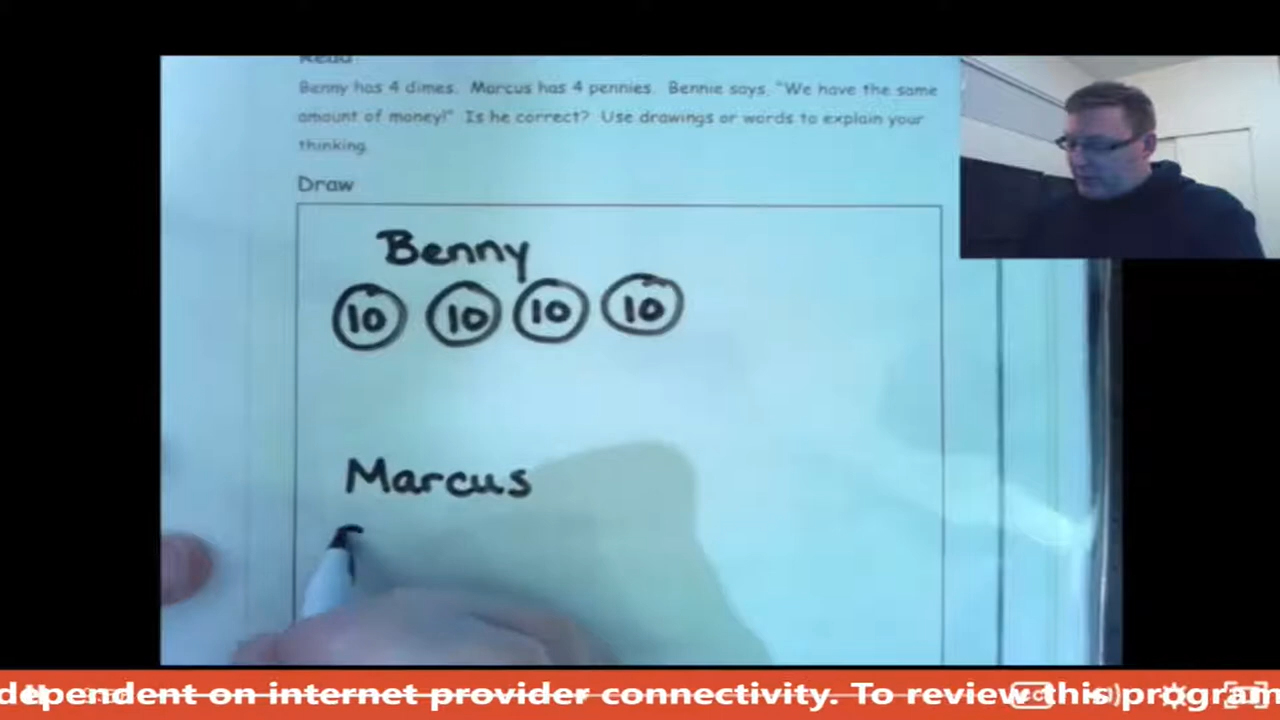 Read
Benny has 4 dimes. Marcus has 4 pennies. Bennie says, "We have the same
amount of money!" Is he correct? Use drawings or words to explain your
thinking.
Draw
Benny
10 10 10 10
Marcus
dependent on internet provider connectivity. To review this program